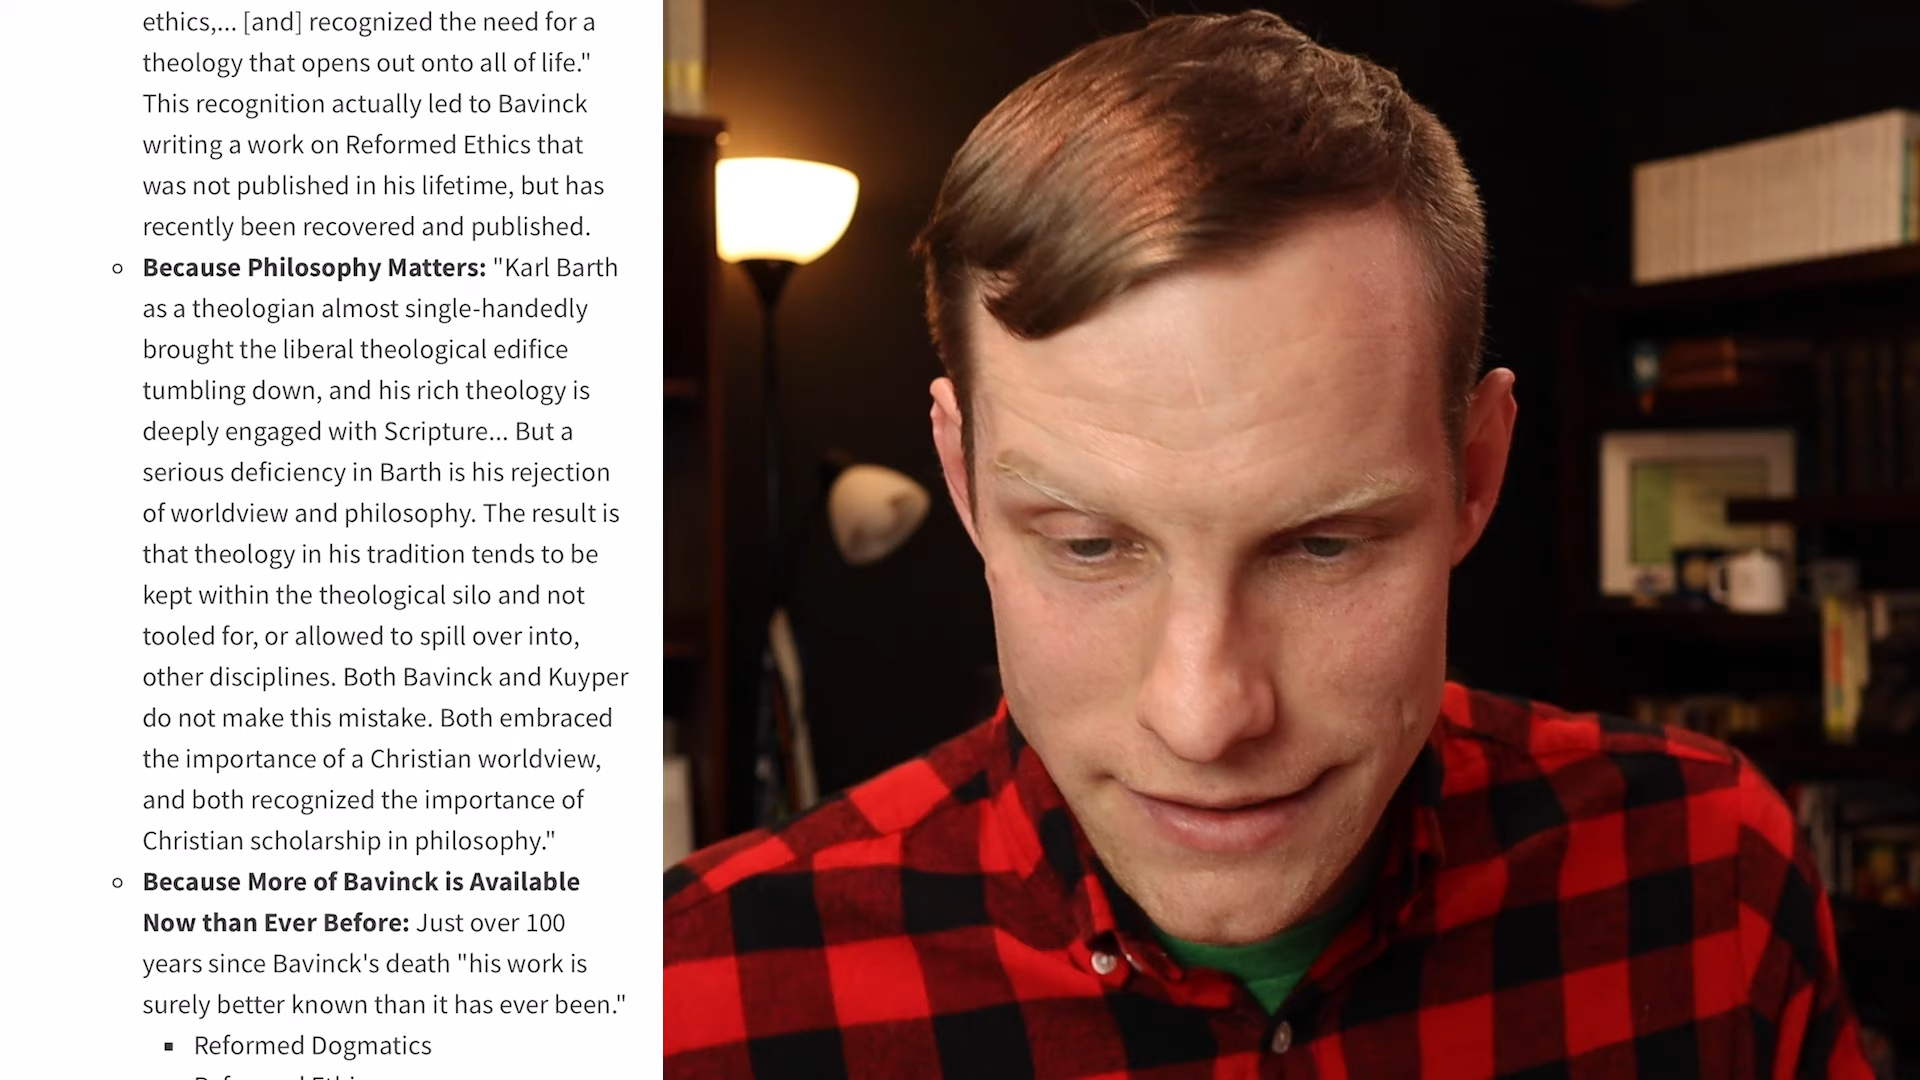 ethics,... [and] recognized the need for a
theology that opens out onto all of life."
This recognition actually led to Bavinck
writing a work on Reformed Ethics that
was not published in his lifetime, but has
recently been recovered and published.
Because Philosophy Matters: "Karl Barth
as a theologian almost single-handedly
brought the liberal theological edifice
tumbling down, and his rich theology is
deeply engaged with Scripture... But a
serious deficiency in Barth is his rejection
of worldview and philosophy. The result is
that theology in his tradition tends to be
kept within the theological silo and not
tooled for, or allowed to spill over into,
other disciplines. Both Bavinck and Kuyper
do not make this mistake. Both embraced
the importance of a Christian worldview,
and both recognized the importance of
Christian scholarship in philosophy."
Because More of Bavinck is Available
Now than Ever Before: Just over 100
years since Bavinck's death "his work is
surely better known than it has ever been."
Reformed Dogmatics